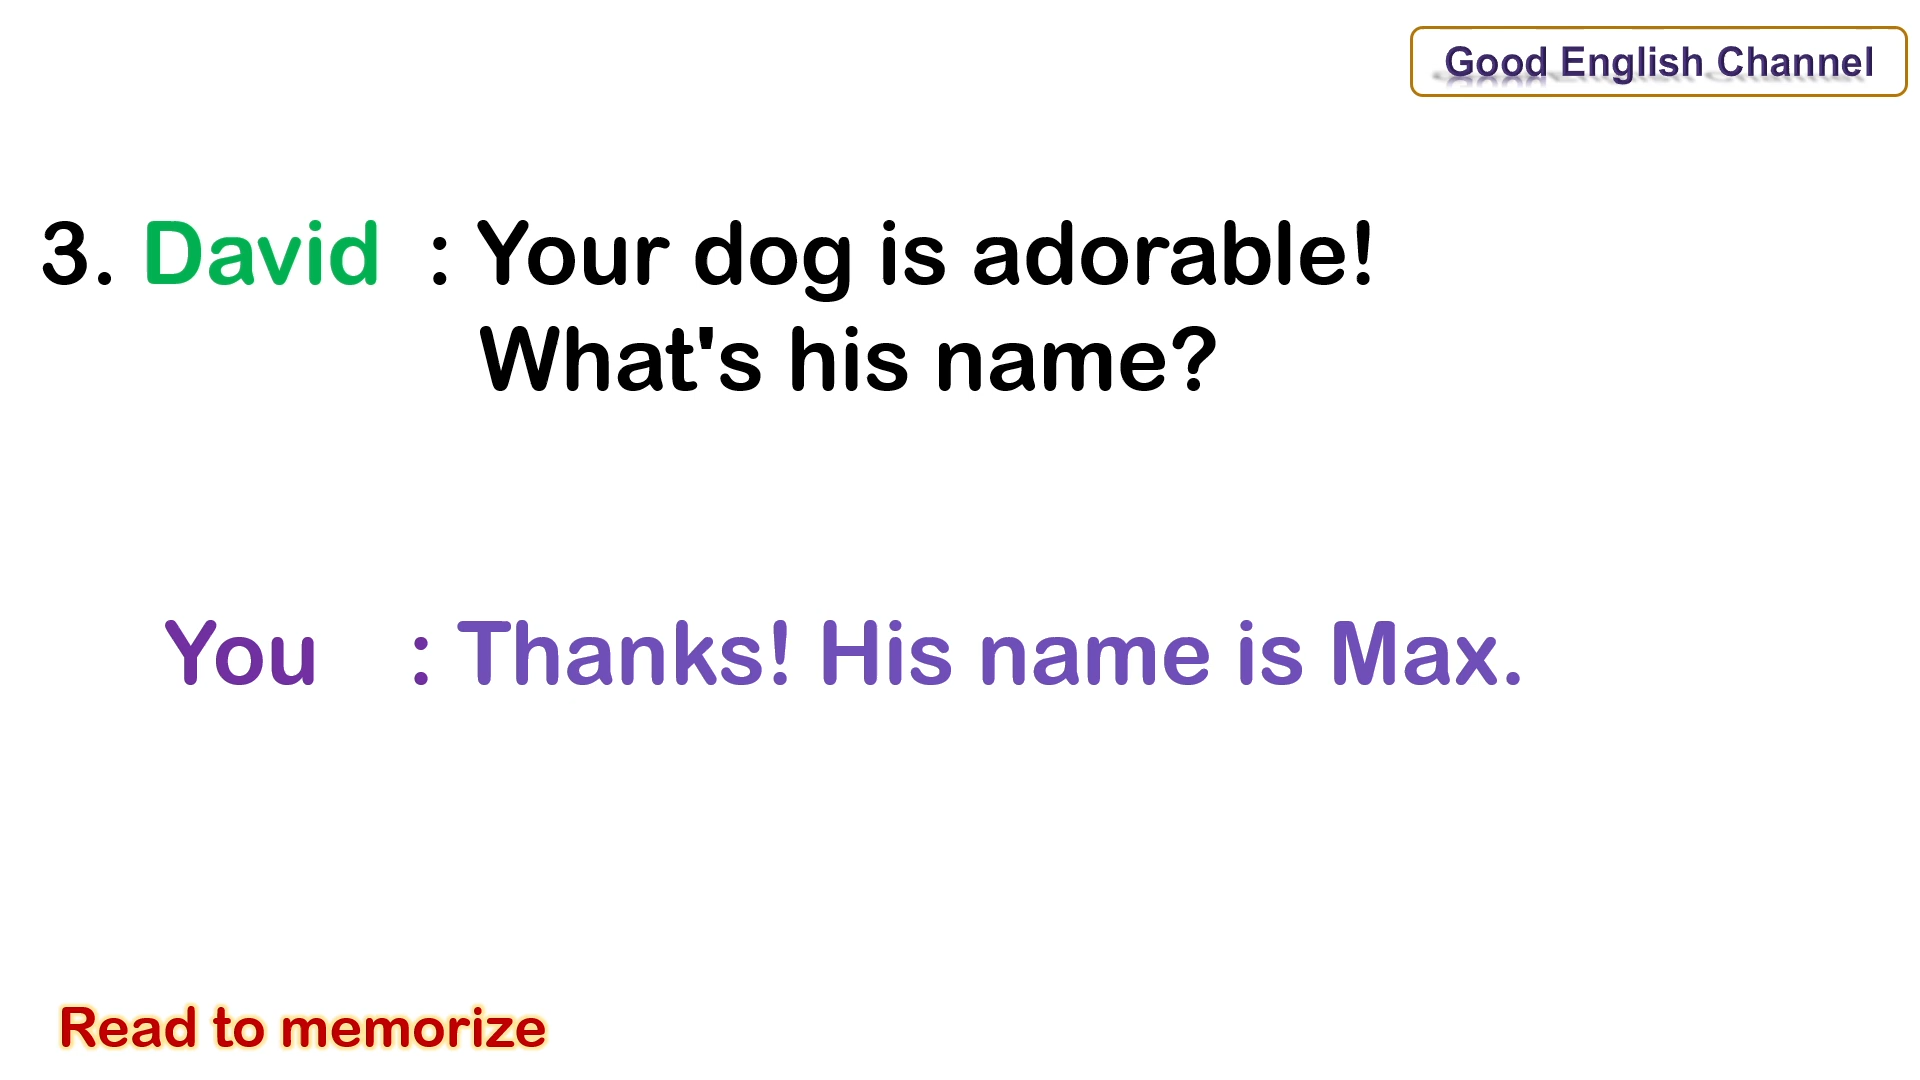 Good English Channel
3. David : Your dog is adorable!
What's his name?
You : Thanks! His name is Max.
Read to memorize